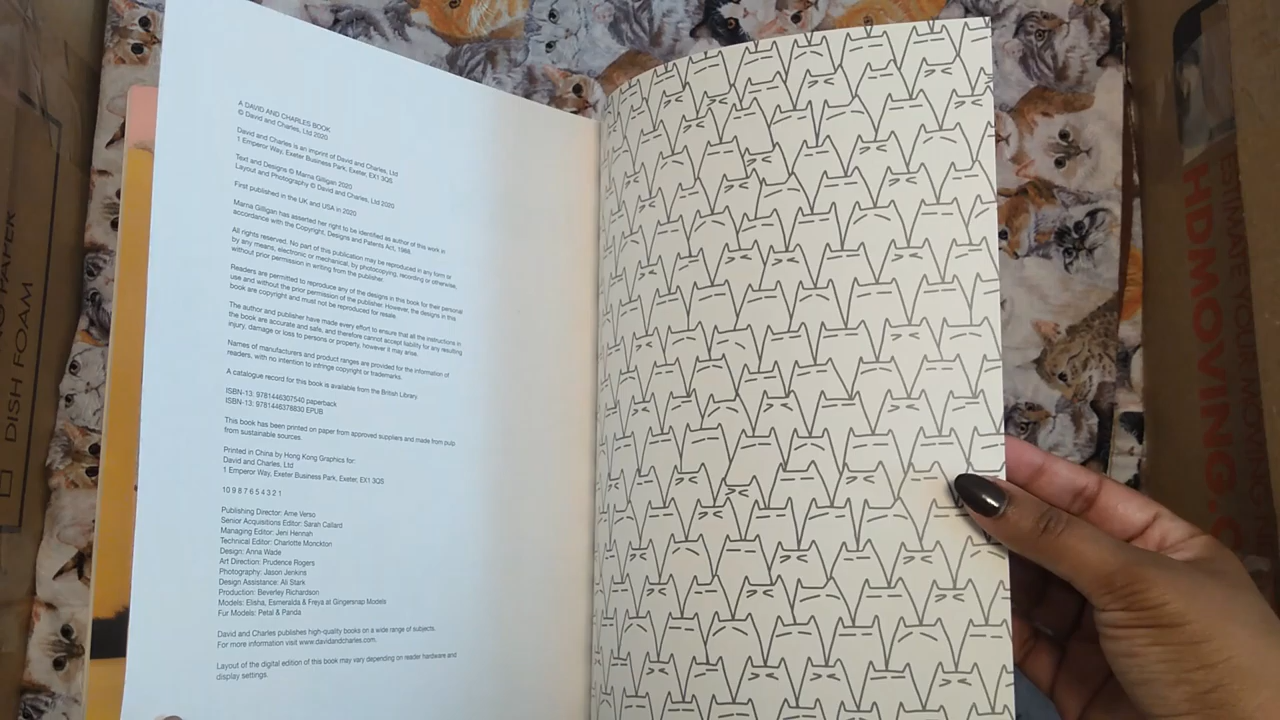 A DAVID AND CHARLES BOOK
© David and Charles, Ltd 2020
David and Charles is an imprint of David and Charles, Ltd
1 Emperor Way, Exeter Business Park, Exeter, EX1 3QS
Text and Designs © Marna Gilligan 2020
Layout and Photography © David and Charles, Ltd 2020
First published in the UK and USA in 2020
Marna Gilligan has asserted her right to be identified as author of this work in
accordance with the Copyright, Designs and Patents Act, 1988.
All rights reserved. No part of this publication may be reproduced in any form or
by any means, electronic or mechanical, by photocopying, recording or otherwise,
without prior permission in writing from the publisher.
Readers are permitted to reproduce any of the designs in this book for their personal
use and without the prior permission of the publisher. However, the designs in this
book are copyright and must not be reproduced for resale.
The author and publisher have made every effort to ensure that all the instructions in
the book are accurate and safe, and therefore cannot accept liability for any resulting
injury, damage or loss to persons or property, however it may arise.
Names of manufacturers and product ranges are provided for the information of
readers, with no intention to infringe copyright or trademarks.
A catalogue record for this book is available from the British Library.
ISBN-13: 9781446307540 paperback
ISBN-13: 9781446378830 EPUB
This book has been printed on paper from approved suppliers and made from pulp
from sustainable sources.
Printed in China by Hong Kong Graphics for:
David and Charles, Ltd
1 Emperor Way, Exeter Business Park, Exeter, EX1 3QS
10 9 8 7 6 5 4 3 2 1
Publishing Director: Ame Verso
Senior Acquisitions Editor: Sarah Callard
Managing Editor: Jeni Hennah
Technical Editor: Charlotte Monckton
Design: Anna Wade
Art Direction: Prudence Rogers
Photography: Jason Jenkins
Design Assistance: Ali Stark
Production: Beverley Richardson
Models: Elisha, Esmeralda & Freya at Gingersnap Models
Fur Models: Petal & Panda
David and Charles publishes high-quality books on a wide range of subjects.
For more information visit www.davidandcharles.com.
Layout of the digital edition of this book may vary depending on reader hardware and
display settings.
DISH FOAM
PAPER
HDMOVING